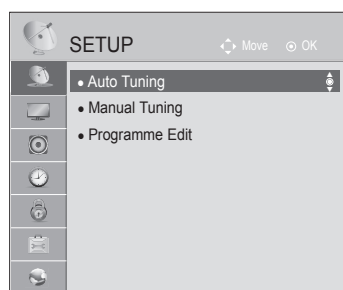 SETUP
Move OK
• Auto Tuning
• Manual Tuning
• Programme Edit